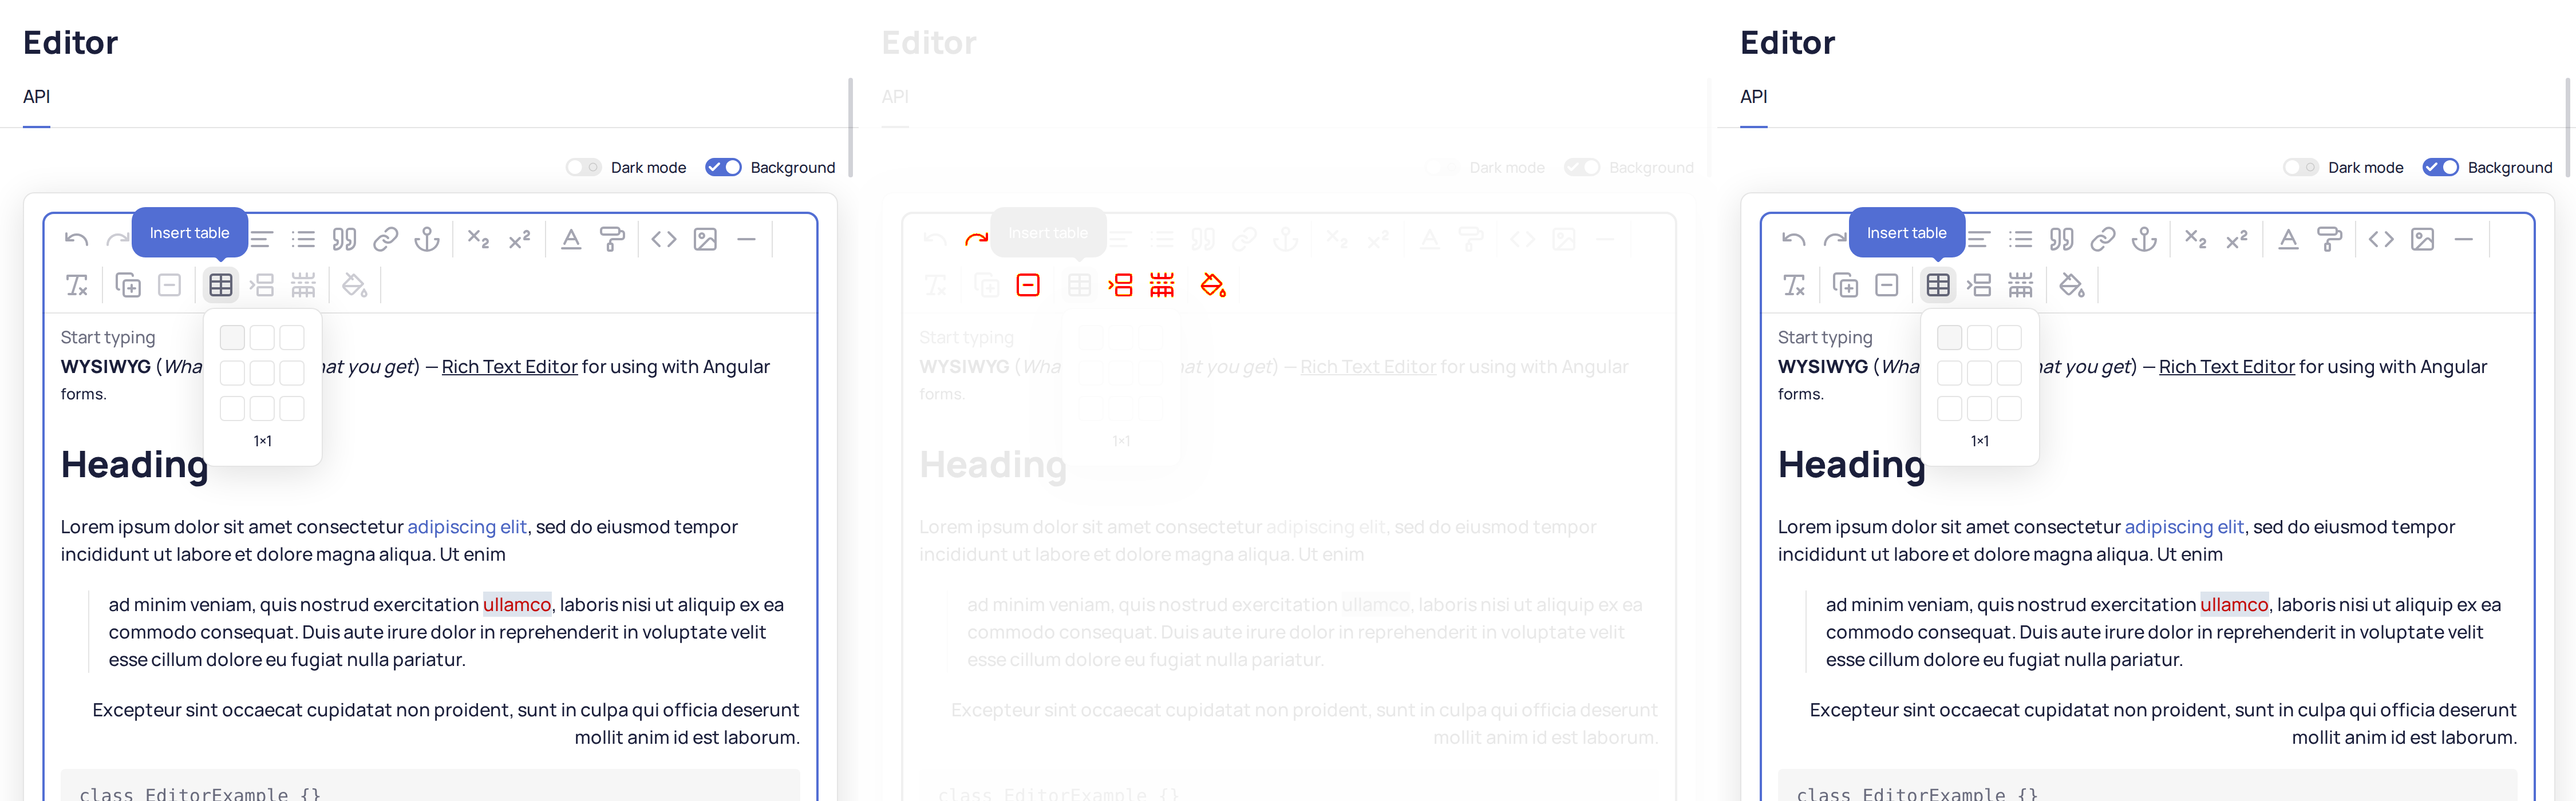 Editor
API
Dark mode
Background
Insert table
Start typing
WYSIWYG (Wha
at you get) — Rich Text Editor for using with Angular
forms.
1×1
Heading
Lorem ipsum dolor sit amet consectetur adipiscing elit, sed do eiusmod tempor
incididunt ut labore et dolore magna aliqua. Ut enim
ad minim veniam, quis nostrud exercitation ullamco, laboris nisi ut aliquip ex ea
commodo consequat. Duis aute irure dolor in reprehenderit in voluptate velit
esse cillum dolore eu fugiat nulla pariatur.
Excepteur sint occaecat cupidatat non proident, sunt in culpa qui officia deserunt
mollit anim id est laborum.
class EditorExample {}
Editor
API
Dark mode
Background
Insert table
Start typing
WYSIWYG (Wha
at you get) — Rich Text Editor for using with Angular
forms.
1×1
Heading
Lorem ipsum dolor sit amet consectetur adipiscing elit, sed do eiusmod tempor
incididunt ut labore et dolore magna aliqua. Ut enim
ad minim veniam, quis nostrud exercitation ullamco, laboris nisi ut aliquip ex ea
commodo consequat. Duis aute irure dolor in reprehenderit in voluptate velit
esse cillum dolore eu fugiat nulla pariatur.
Excepteur sint occaecat cupidatat non proident, sunt in culpa qui officia deserunt
mollit anim id est laborum.
class EditorExample {}
Editor
API
Dark mode
Background
Insert table
Start typing
WYSIWYG (Wha
at you get) — Rich Text Editor for using with Angular
forms.
1×1
Heading
Lorem ipsum dolor sit amet consectetur adipiscing elit, sed do eiusmod tempor
incididunt ut labore et dolore magna aliqua. Ut enim
ad minim veniam, quis nostrud exercitation ullamco, laboris nisi ut aliquip ex ea
commodo consequat. Duis aute irure dolor in reprehenderit in voluptate velit
esse cillum dolore eu fugiat nulla pariatur.
Excepteur sint occaecat cupidatat non proident, sunt in culpa qui officia deserunt
mollit anim id est laborum.
class EditorExample {}